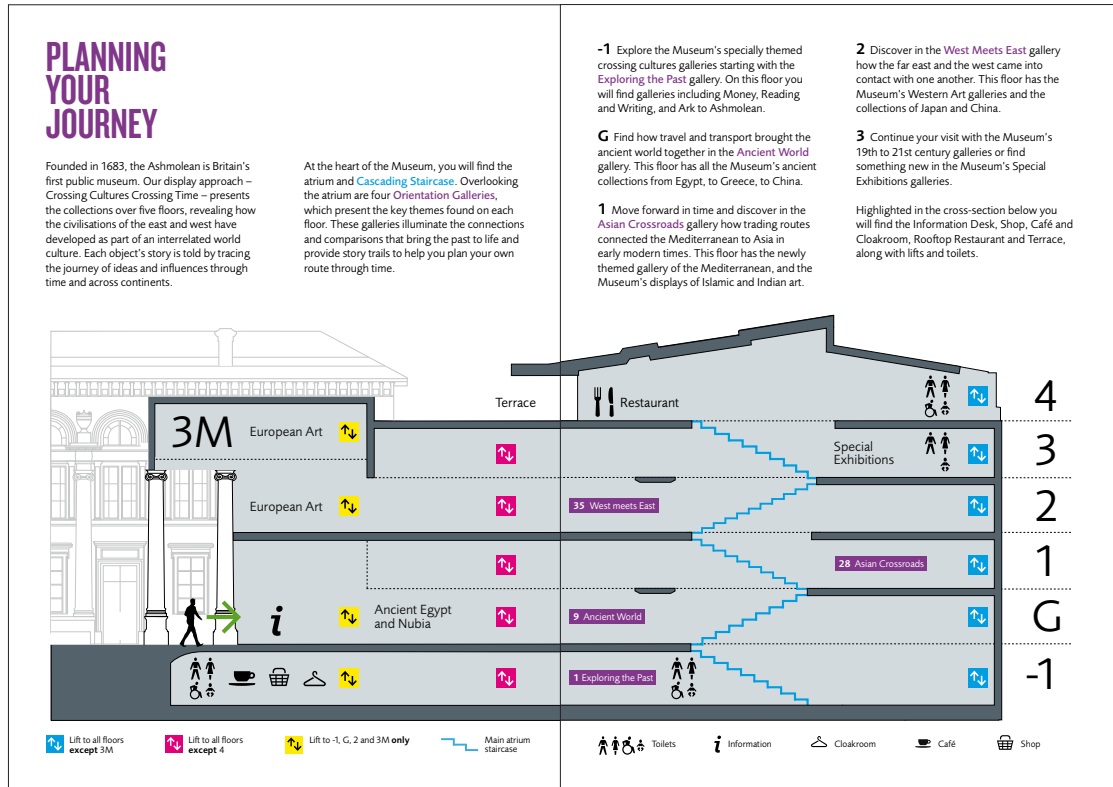 PLANNING
YOUR
JOURNEY
Founded in 1683, the Ashmolean is Britain's
first public museum. Our display approach –
Crossing Cultures Crossing Time – presents
the collections over five floors, revealing how
the civilisations of the east and west have
developed as part of an interrelated world
culture. Each object's story is told by tracing
the journey of ideas and influences through
time and across continents.
At the heart of the Museum, you will find the
atrium and Cascading Staircase. Overlooking
the atrium are four Orientation Galleries,
which present the key themes found on each
floor. These galleries illuminate the connections
and comparisons that bring the past to life and
provide story trails to help you plan your own
route through time.
-1 Explore the Museum's specially themed
crossing cultures galleries starting with the
Exploring the Past gallery. On this floor you
will find galleries including Money, Reading
and Writing, and Ark to Ashmolean.
G Find how travel and transport brought the
ancient world together in the Ancient World
gallery. This floor has all the Museum's ancient
collections from Egypt, to Greece, to China.
1 Move forward in time and discover in the
Asian Crossroads gallery how trading routes
connected the Mediterranean to Asia in
early modern times. This floor has the newly
themed gallery of the Mediterranean, and the
Museum's displays of Islamic and Indian art.
2 Discover in the West Meets East gallery
how the far east and the west came into
contact with one another. This floor has the
Museum's Western Art galleries and the
collections of Japan and China.
3 Continue your visit with the Museum's
19th to 21st century galleries or find
something new in the Museum's Special
Exhibitions galleries.
Highlighted in the cross-section below you
will find the Information Desk, Shop, Café and
Cloakroom, Rooftop Restaurant and Terrace,
along with lifts and toilets.
Terrace
Restaurant
4
3M
European Art
Special
Exhibitions
3
European Art
35 West meets East
2
28 Asian Crossroads
1
i
Ancient Egypt
and Nubia
9 Ancient World
G
1 Exploring the Past
-1
Lift to all floors
except 3M
Lift to all floors
except 4
Lift to -1, G, 2 and 3M only
Main atrium
staircase
Toilets
i Information
Cloakroom
Café
Shop